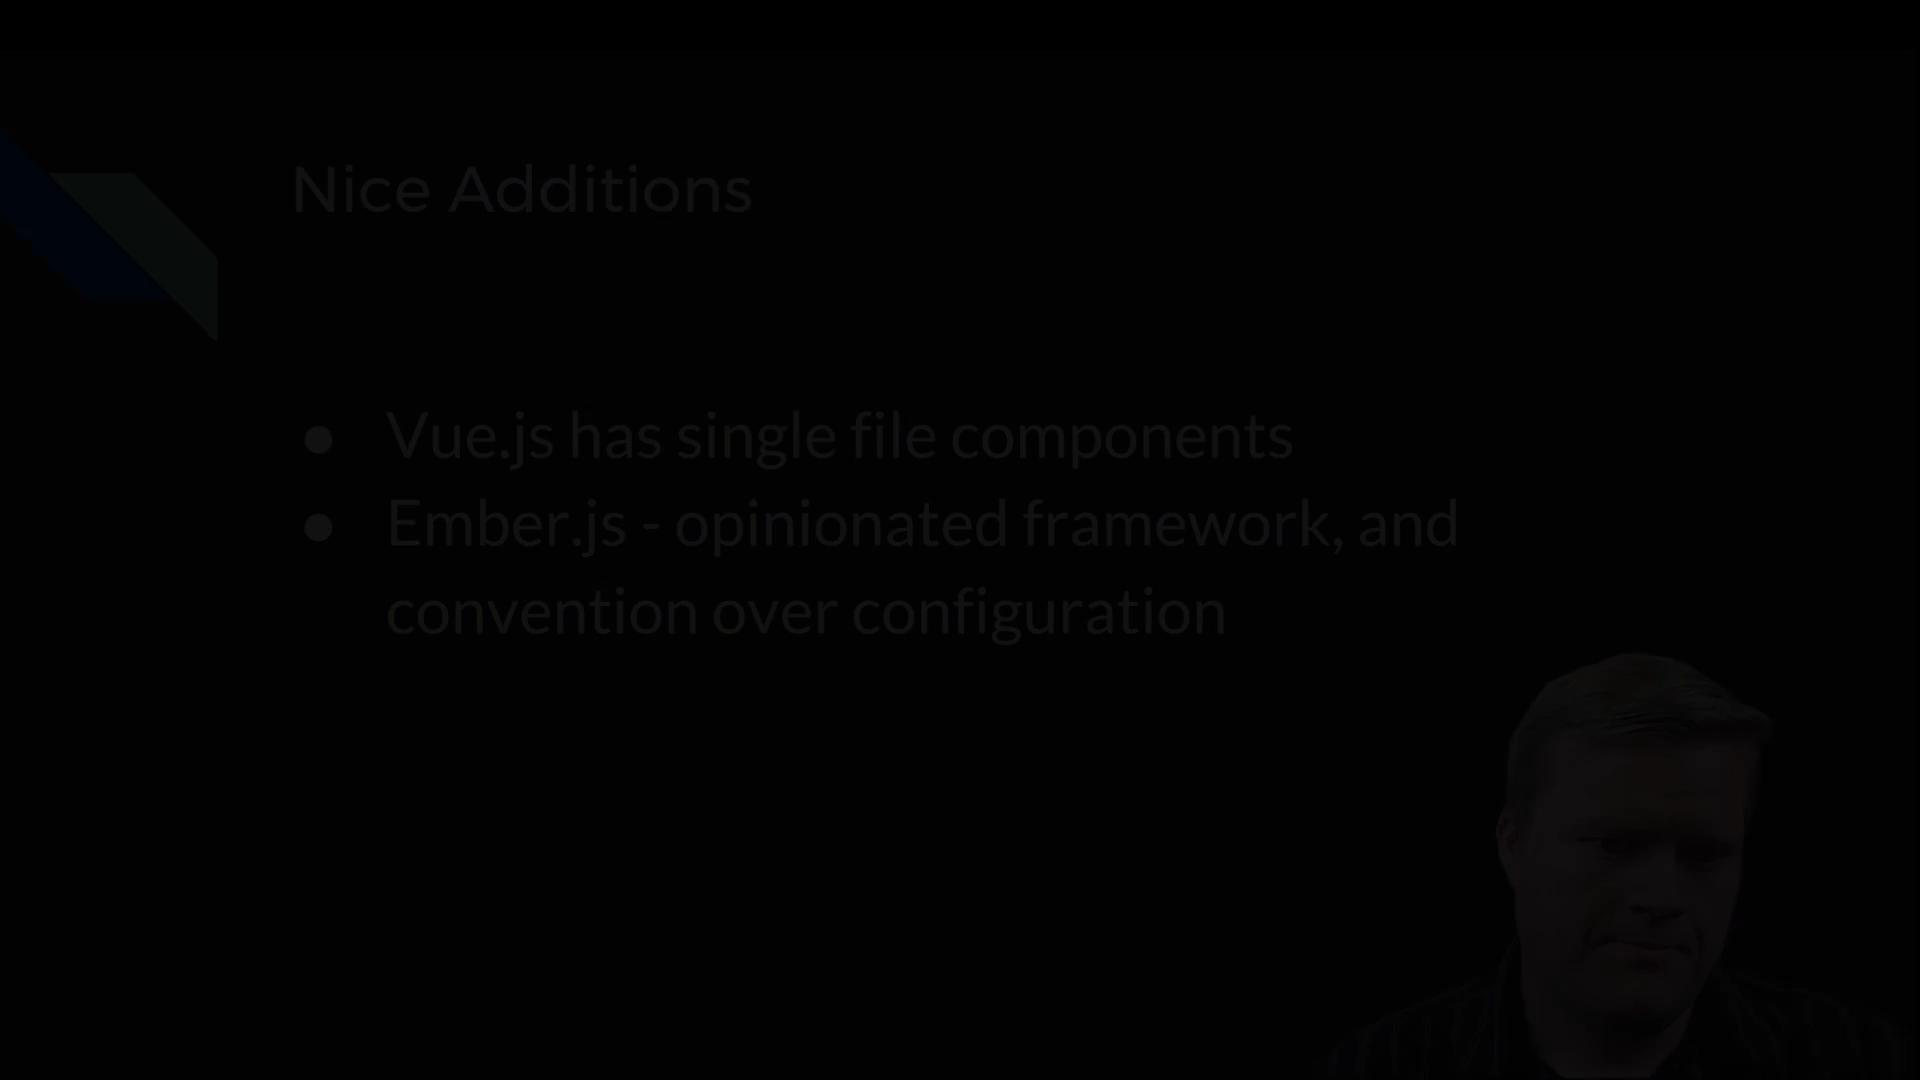 Nice Additions
● Vue.js has single file components
● Ember.js - opinionated framework, and
convention over configuration